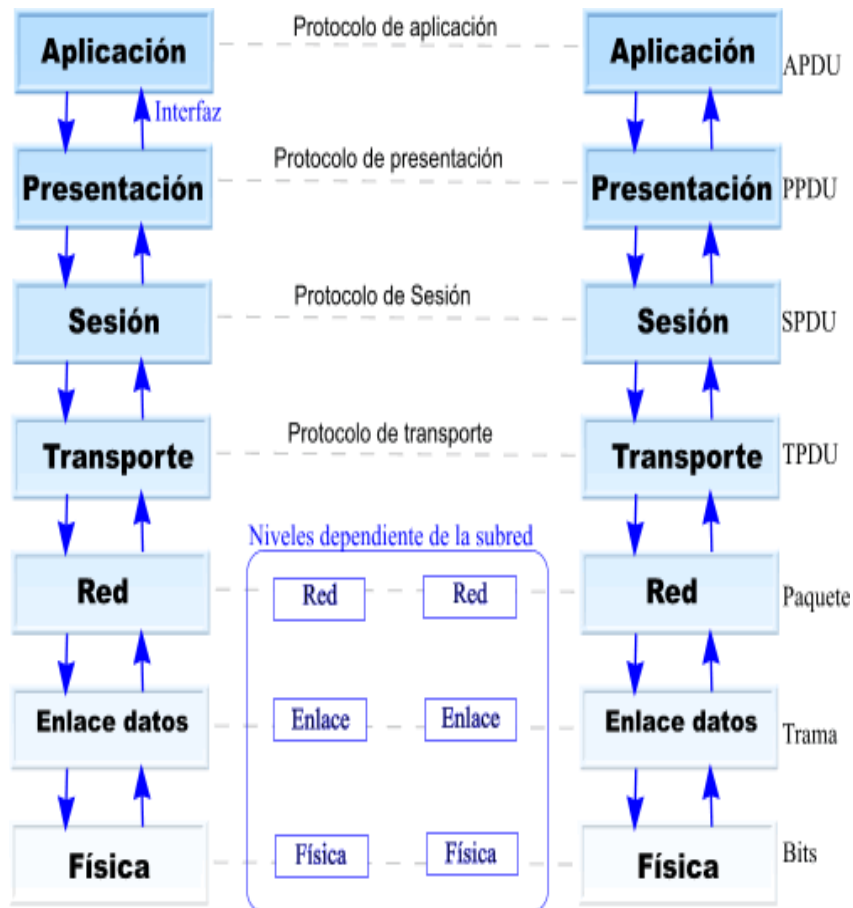 Protocolo de aplicación
Aplicación
Aplicación
APDU
Interfaz
Protocolo de presentación
Presentación
Presentación
PPDU
Protocolo de Sesión
Sesión
Sesión
SPDU
Protocolo de transporte
Transporte
Transporte
TPDU
Niveles dependiente de la subred
Red
Red
Red
Red
Paquete
Enlace datos
Enlace
Enlace
Enlace datos
Trama
Física
Física
Física
Física
Bits